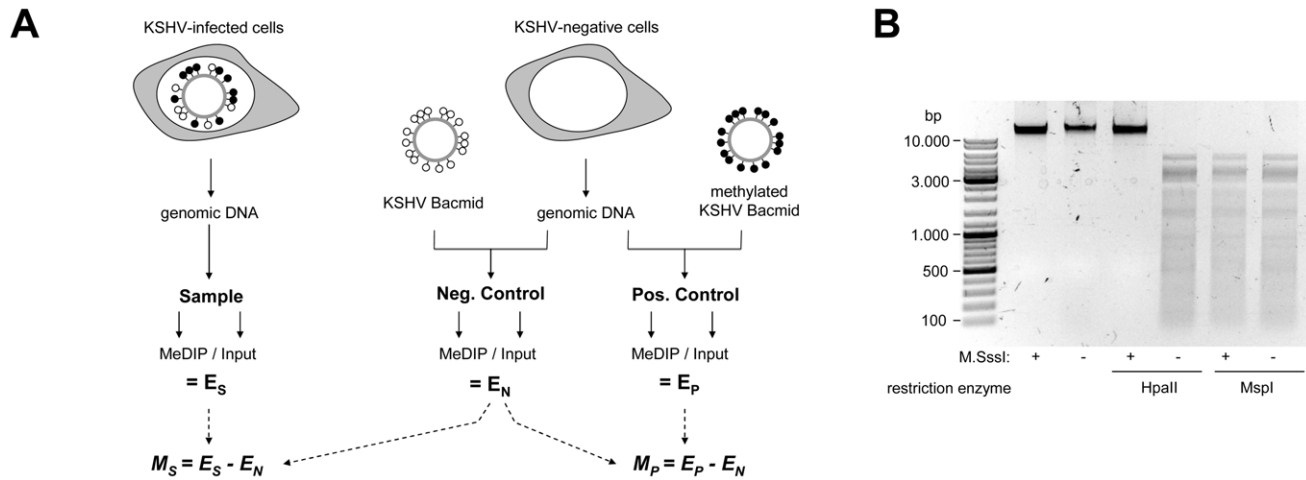 A
KSHV-infected cells
KSHV-negative cells
KSHV Bacmid
methylated
KSHV Bacmid
genomic DNA
genomic DNA
Sample
Neg. Control
Pos. Control
MeDIP / Input
MeDIP / Input
MeDIP / Input
= E_S
= E_N
= E_P
M_S = E_S - E_N
M_P = E_P - E_N
B
bp
10.000
3.000
1.000
500
100
M.SssI: + - + - + -
restriction enzyme HpaII MspI